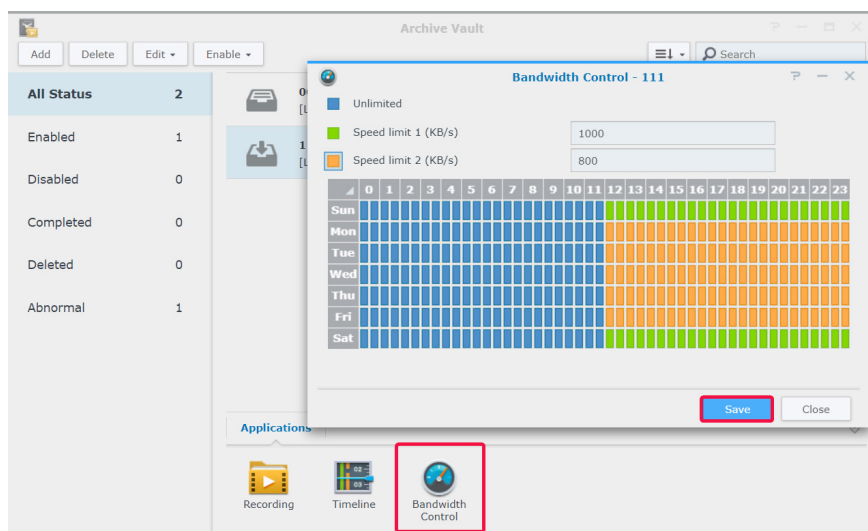 Archive Vault
Add Delete Edit Enable Search
All Status 2
Enabled 1
Disabled 0
Completed 0
Deleted 0
Abnormal 1
Bandwidth Control - 111
Unlimited
Speed limit 1 (KB/s) 1000
Speed limit 2 (KB/s) 800
0 1 2 3 4 5 6 7 8 9 10 11 12 13 14 15 16 17 18 19 20 21 22 23
Sun
Mon
Tue
Wed
Thu
Fri
Sat
Save Close
Applications
Recording Timeline Bandwidth
Control
02
03